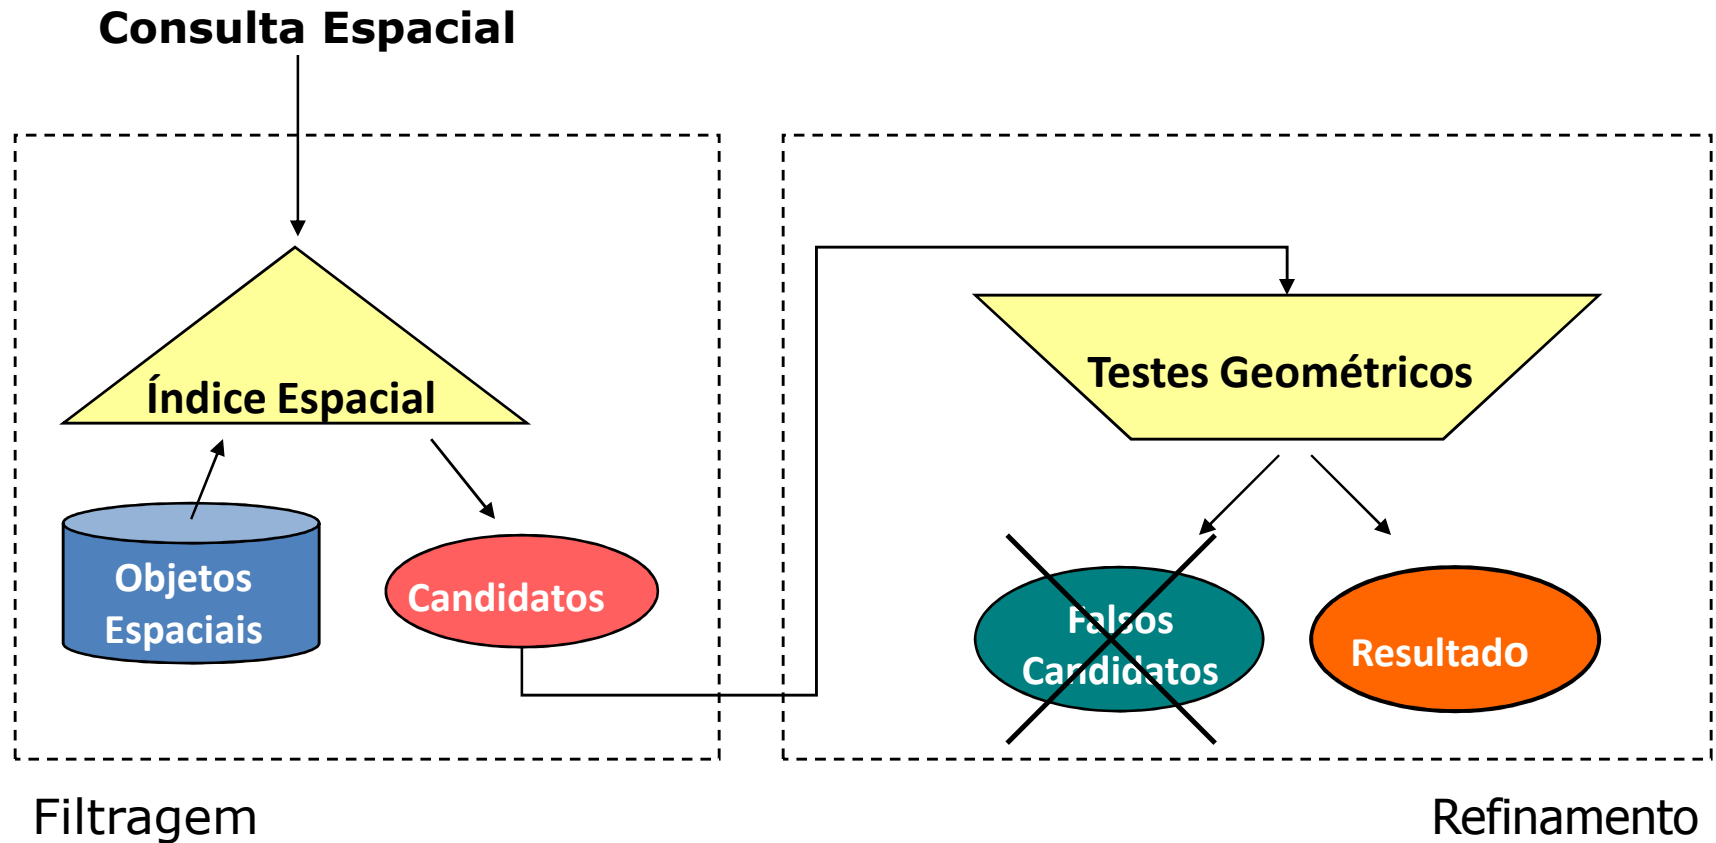 Consulta Espacial
Índice Espacial
Objetos
Espaciais
Candidatos
Testes Geométricos
Falsos
Candidatos
Resultado
Filtragem
Refinamento